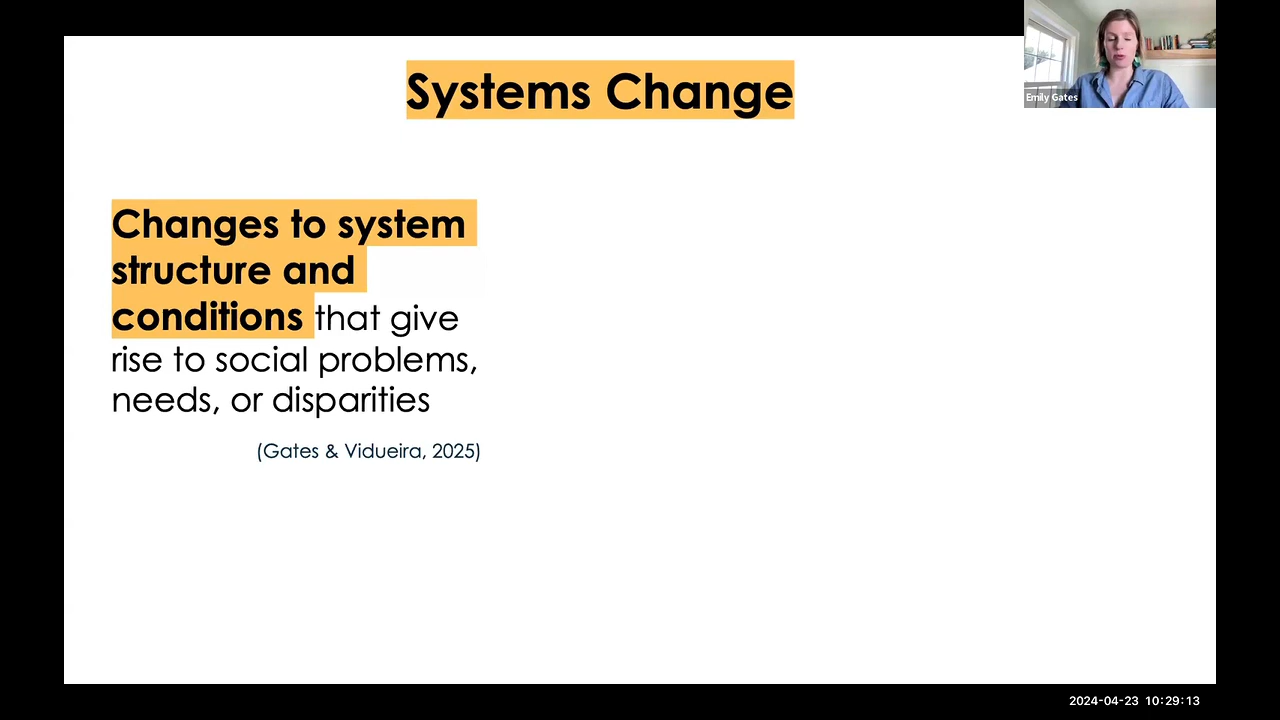 Systems Change
Emily Gates
Changes to system
structure and
conditions that give
rise to social problems,
needs, or disparities
(Gates & Vidueira, 2025)
2024-04-23 10:29:13